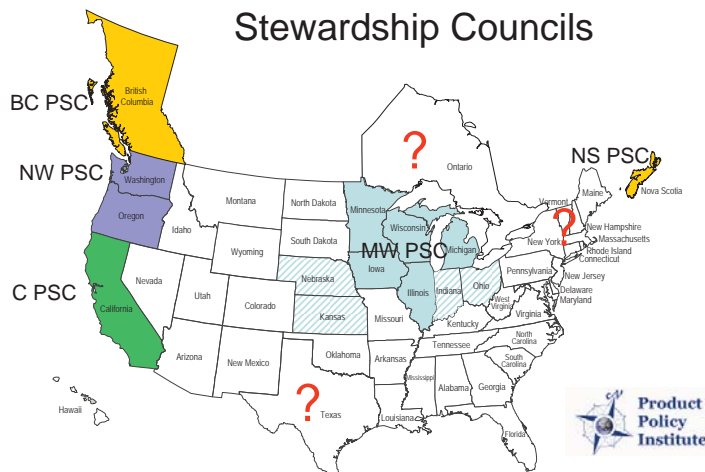 Stewardship Councils
BC PSC
British
Columbia
?
Ontario
NS PSC
Nova Scotia
NW PSC
Washington
Oregon
Idaho
Montana
North Dakota
Minnesota
Wisconsin
Michigan
MW PSC
Vermont
?
Maine
New Hampshire
Massachusetts
Rhode Island
Connecticut
New York
South Dakota
Wyoming
Iowa
Nebraska
Pennsylvania
New Jersey
Delaware
Maryland
C PSC
California
Nevada
Utah
Colorado
Kansas
Missouri
Illinois
Indiana
Ohio
West
Virginia
Virginia
Kentucky
Arizona
New Mexico
Oklahoma
Arkansas
Tennessee
North
Carolina
South
Carolina
Mississippi
Alabama
Georgia
?
Texas
Louisiana
Florida
Hawaii
N
Product
Policy
Institute